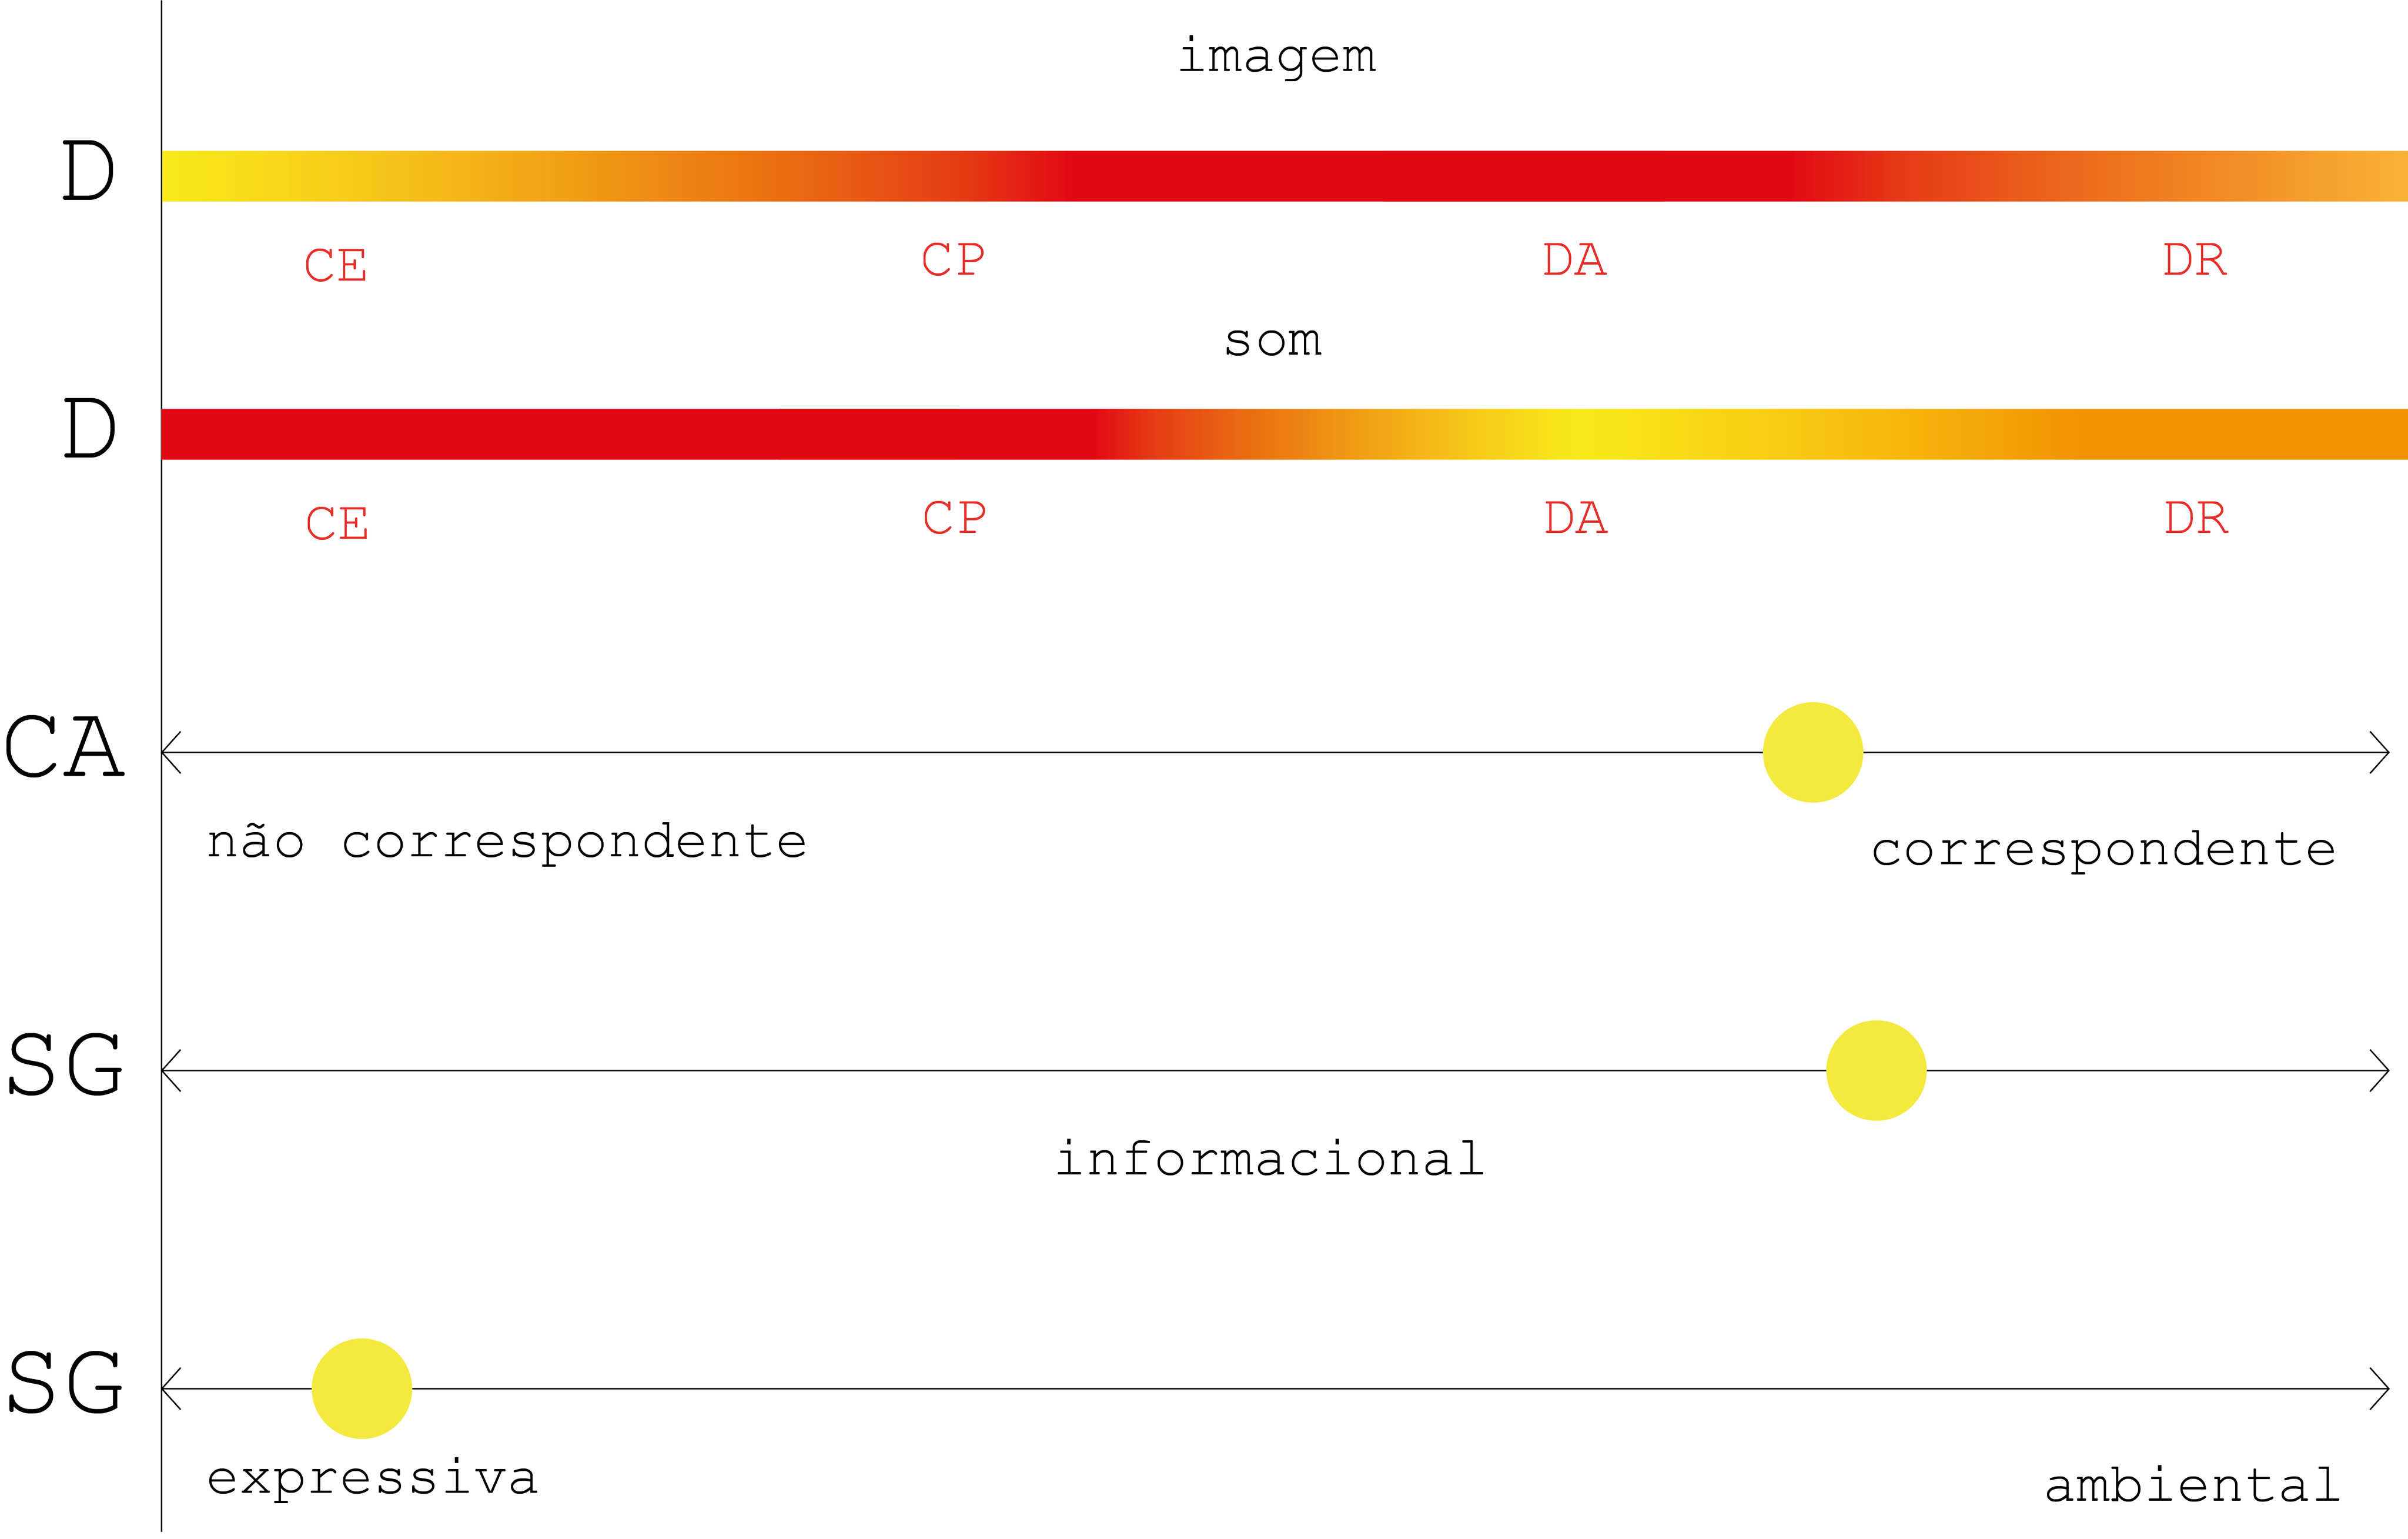 imagem
D
CE CP DA DR
som
D
CE CP DA DR
CA
não correspondente correspondente
SG
informacional
SG
expressiva ambiental